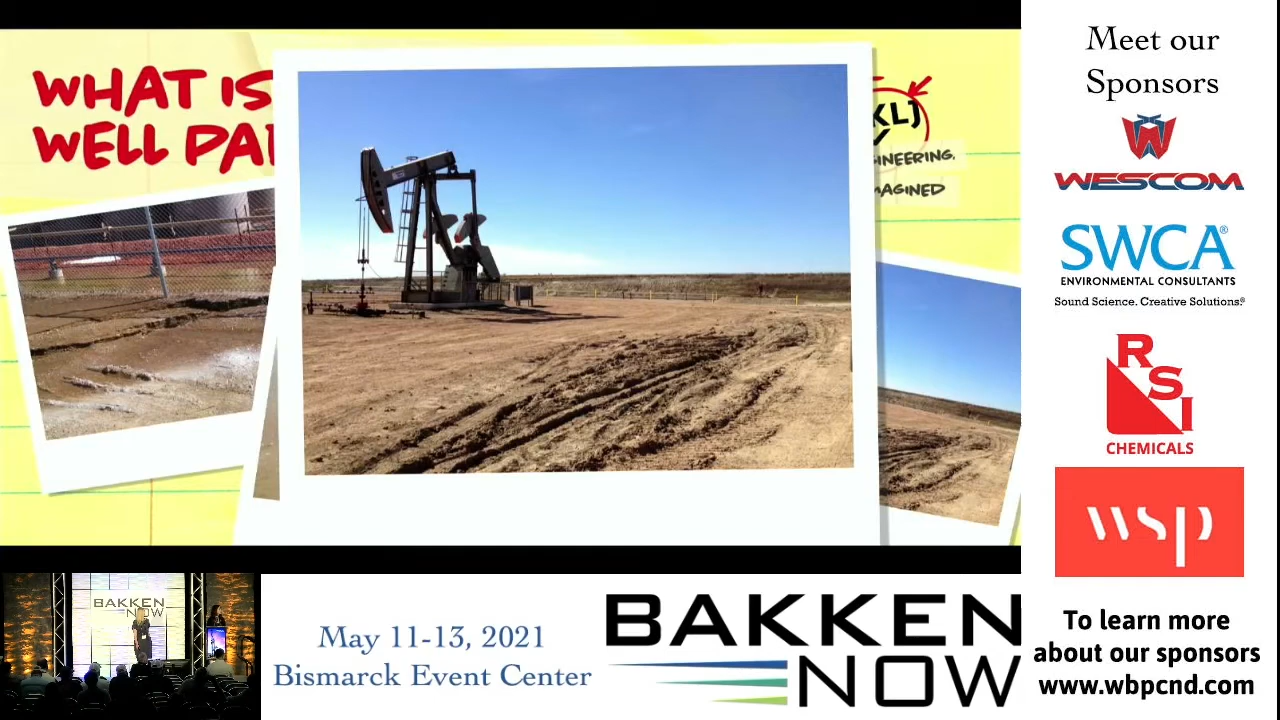 WHAT IS
WELL PA
KLJ
GINEERING,
MAGINED
Meet our
Sponsors
WESCOM
SWCA®
ENVIRONMENTAL CONSULTANTS
Sound Science. Creative Solutions.®
RSI
CHEMICALS
wsp
To learn more
about our sponsors
www.wbpcnd.com
BAKKEN
NOW
May 11-13, 2021
Bismarck Event Center
BAKKEN
NOW